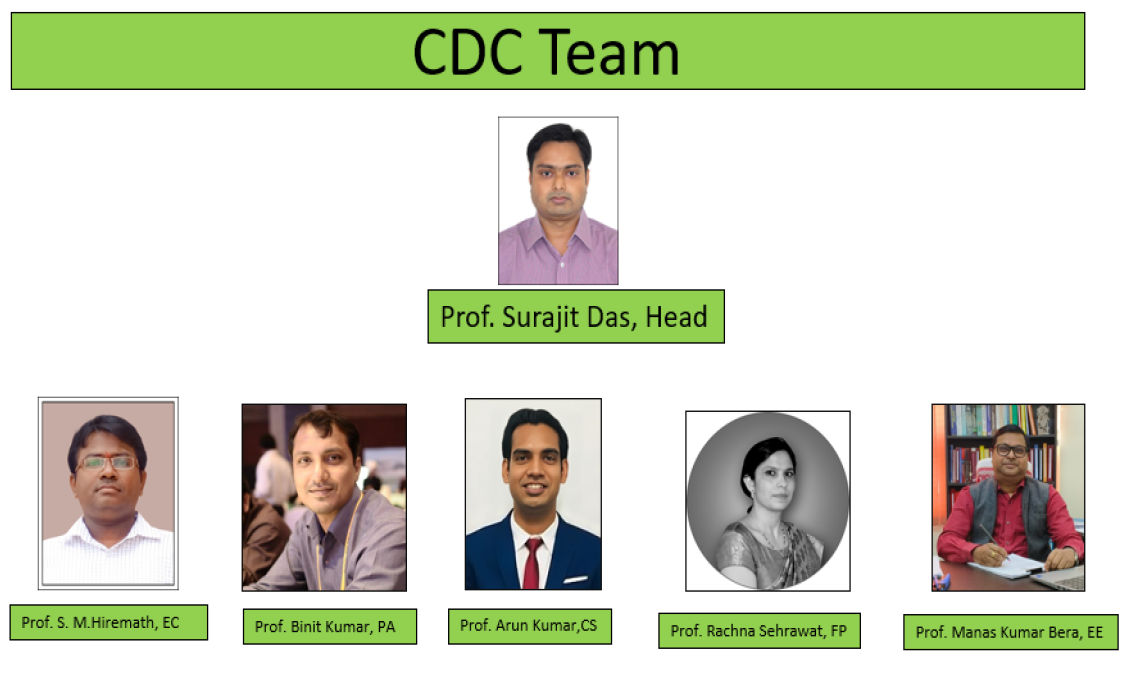 CDC Team
Prof. Surajit Das, Head
Prof. S. M.Hiremath, EC
Prof. Binit Kumar, PA
Prof. Arun Kumar,CS
Prof. Rachna Sehrawat, FP
Prof. Manas Kumar Bera, EE